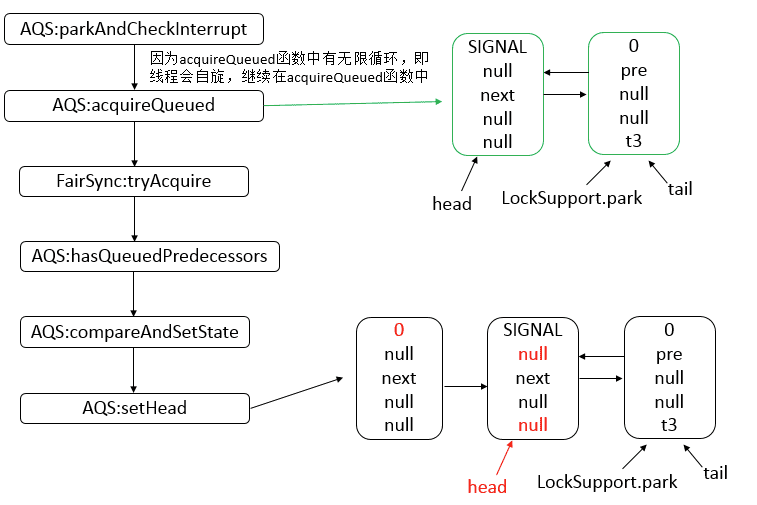 AQS:parkAndCheckInterrupt
因为acquireQueued函数中有无限循环，即
线程会自旋，继续在acquireQueued函数中
AQS:acquireQueued
SIGNAL
null
next
null
null
0
pre
null
null
t3
head
LockSupport.park
tail
FairSync:tryAcquire
AQS:hasQueuedPredecessors
AQS:compareAndSetState
AQS:setHead
0
null
next
null
null
SIGNAL
null
next
null
null
0
pre
null
null
t3
head
LockSupport.park
tail